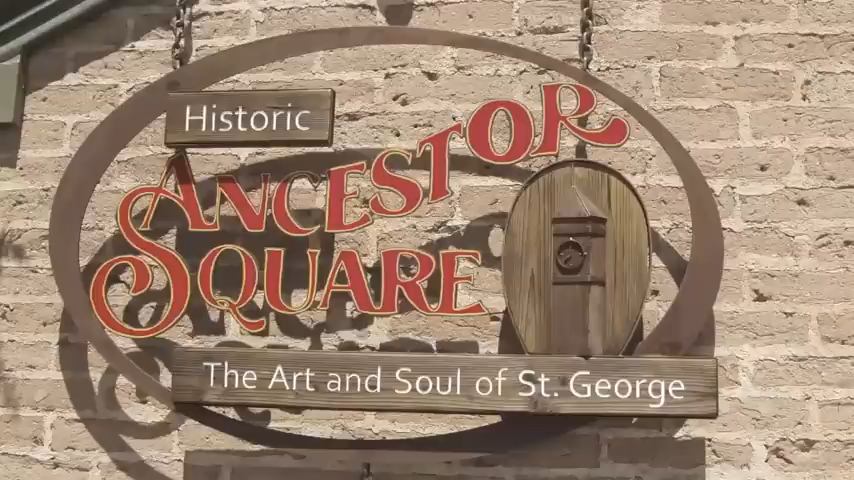 Historic
ANCESTOR
SQUARE
The Art and Soul of St. George